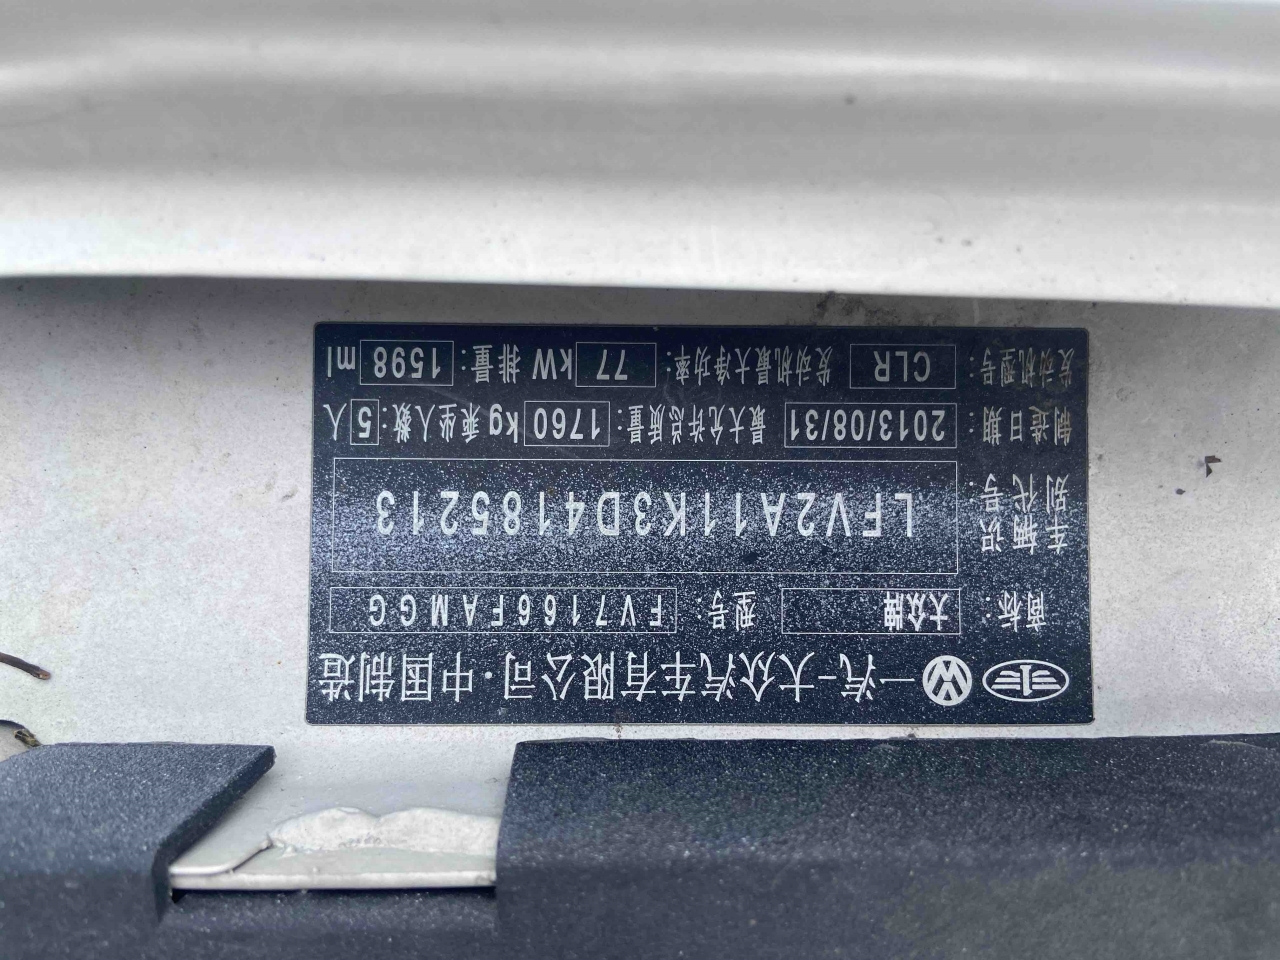 一汽-大众汽车有限公司·中国制造
商标: 大众牌 型号: FV7166FAMGG
车辆识别代号: LFV2A11K3D4185213
制造日期: 2013/08/31 最大允许总质量: 1760 kg 乘坐人数: 5 人
发动机型号: CLR 发动机最大净功率: 77 kW 排量: 1598 ml